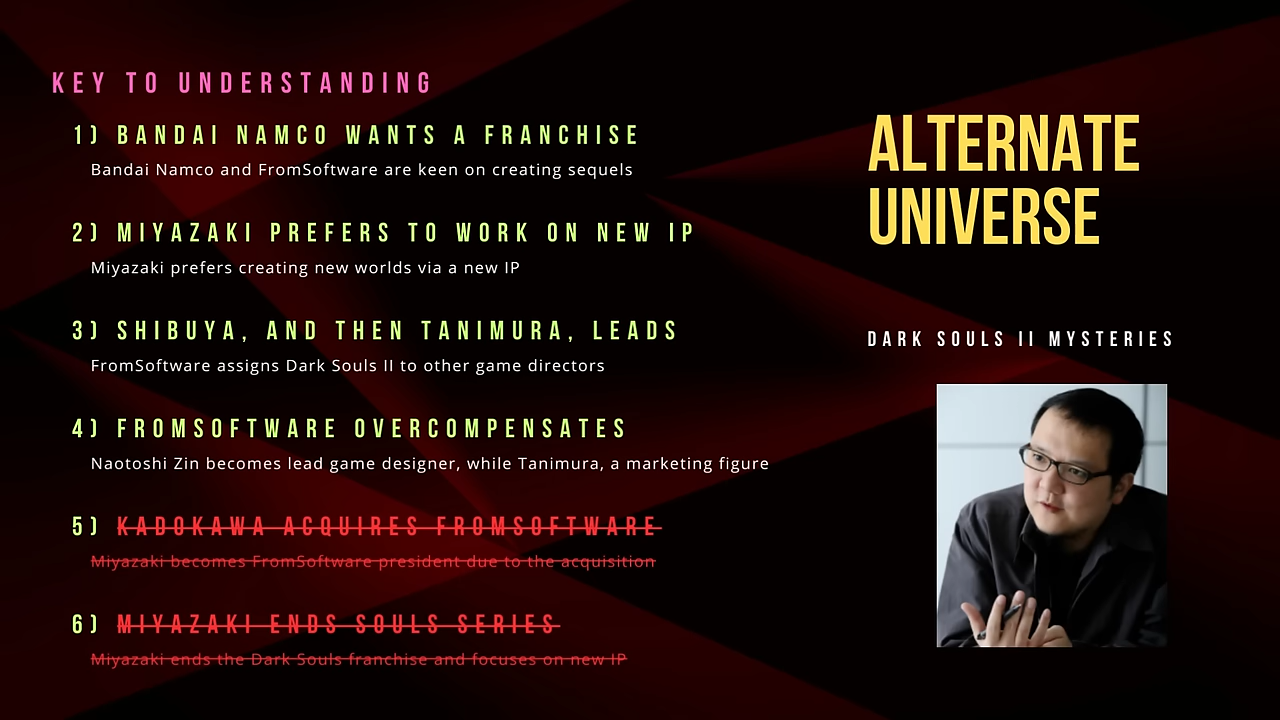 KEY TO UNDERSTANDING
1) BANDAI NAMCO WANTS A FRANCHISE
Bandai Namco and FromSoftware are keen on creating sequels
2) MIYAZAKI PREFERS TO WORK ON NEW IP
Miyazaki prefers creating new worlds via a new IP
3) SHIBUYA, AND THEN TANIMURA, LEADS
FromSoftware assigns Dark Souls II to other game directors
4) FROMSOFTWARE OVERCOMPENSATES
Naotoshi Zin becomes lead game designer, while Tanimura, a marketing figure
5) KADOKAWA ACQUIRES FROMSOFTWARE
Miyazaki becomes FromSoftware president due to the acquisition
6) MIYAZAKI ENDS SOULS SERIES
Miyazaki ends the Dark Souls franchise and focuses on new IP
ALTERNATE
UNIVERSE
DARK SOULS II MYSTERIES